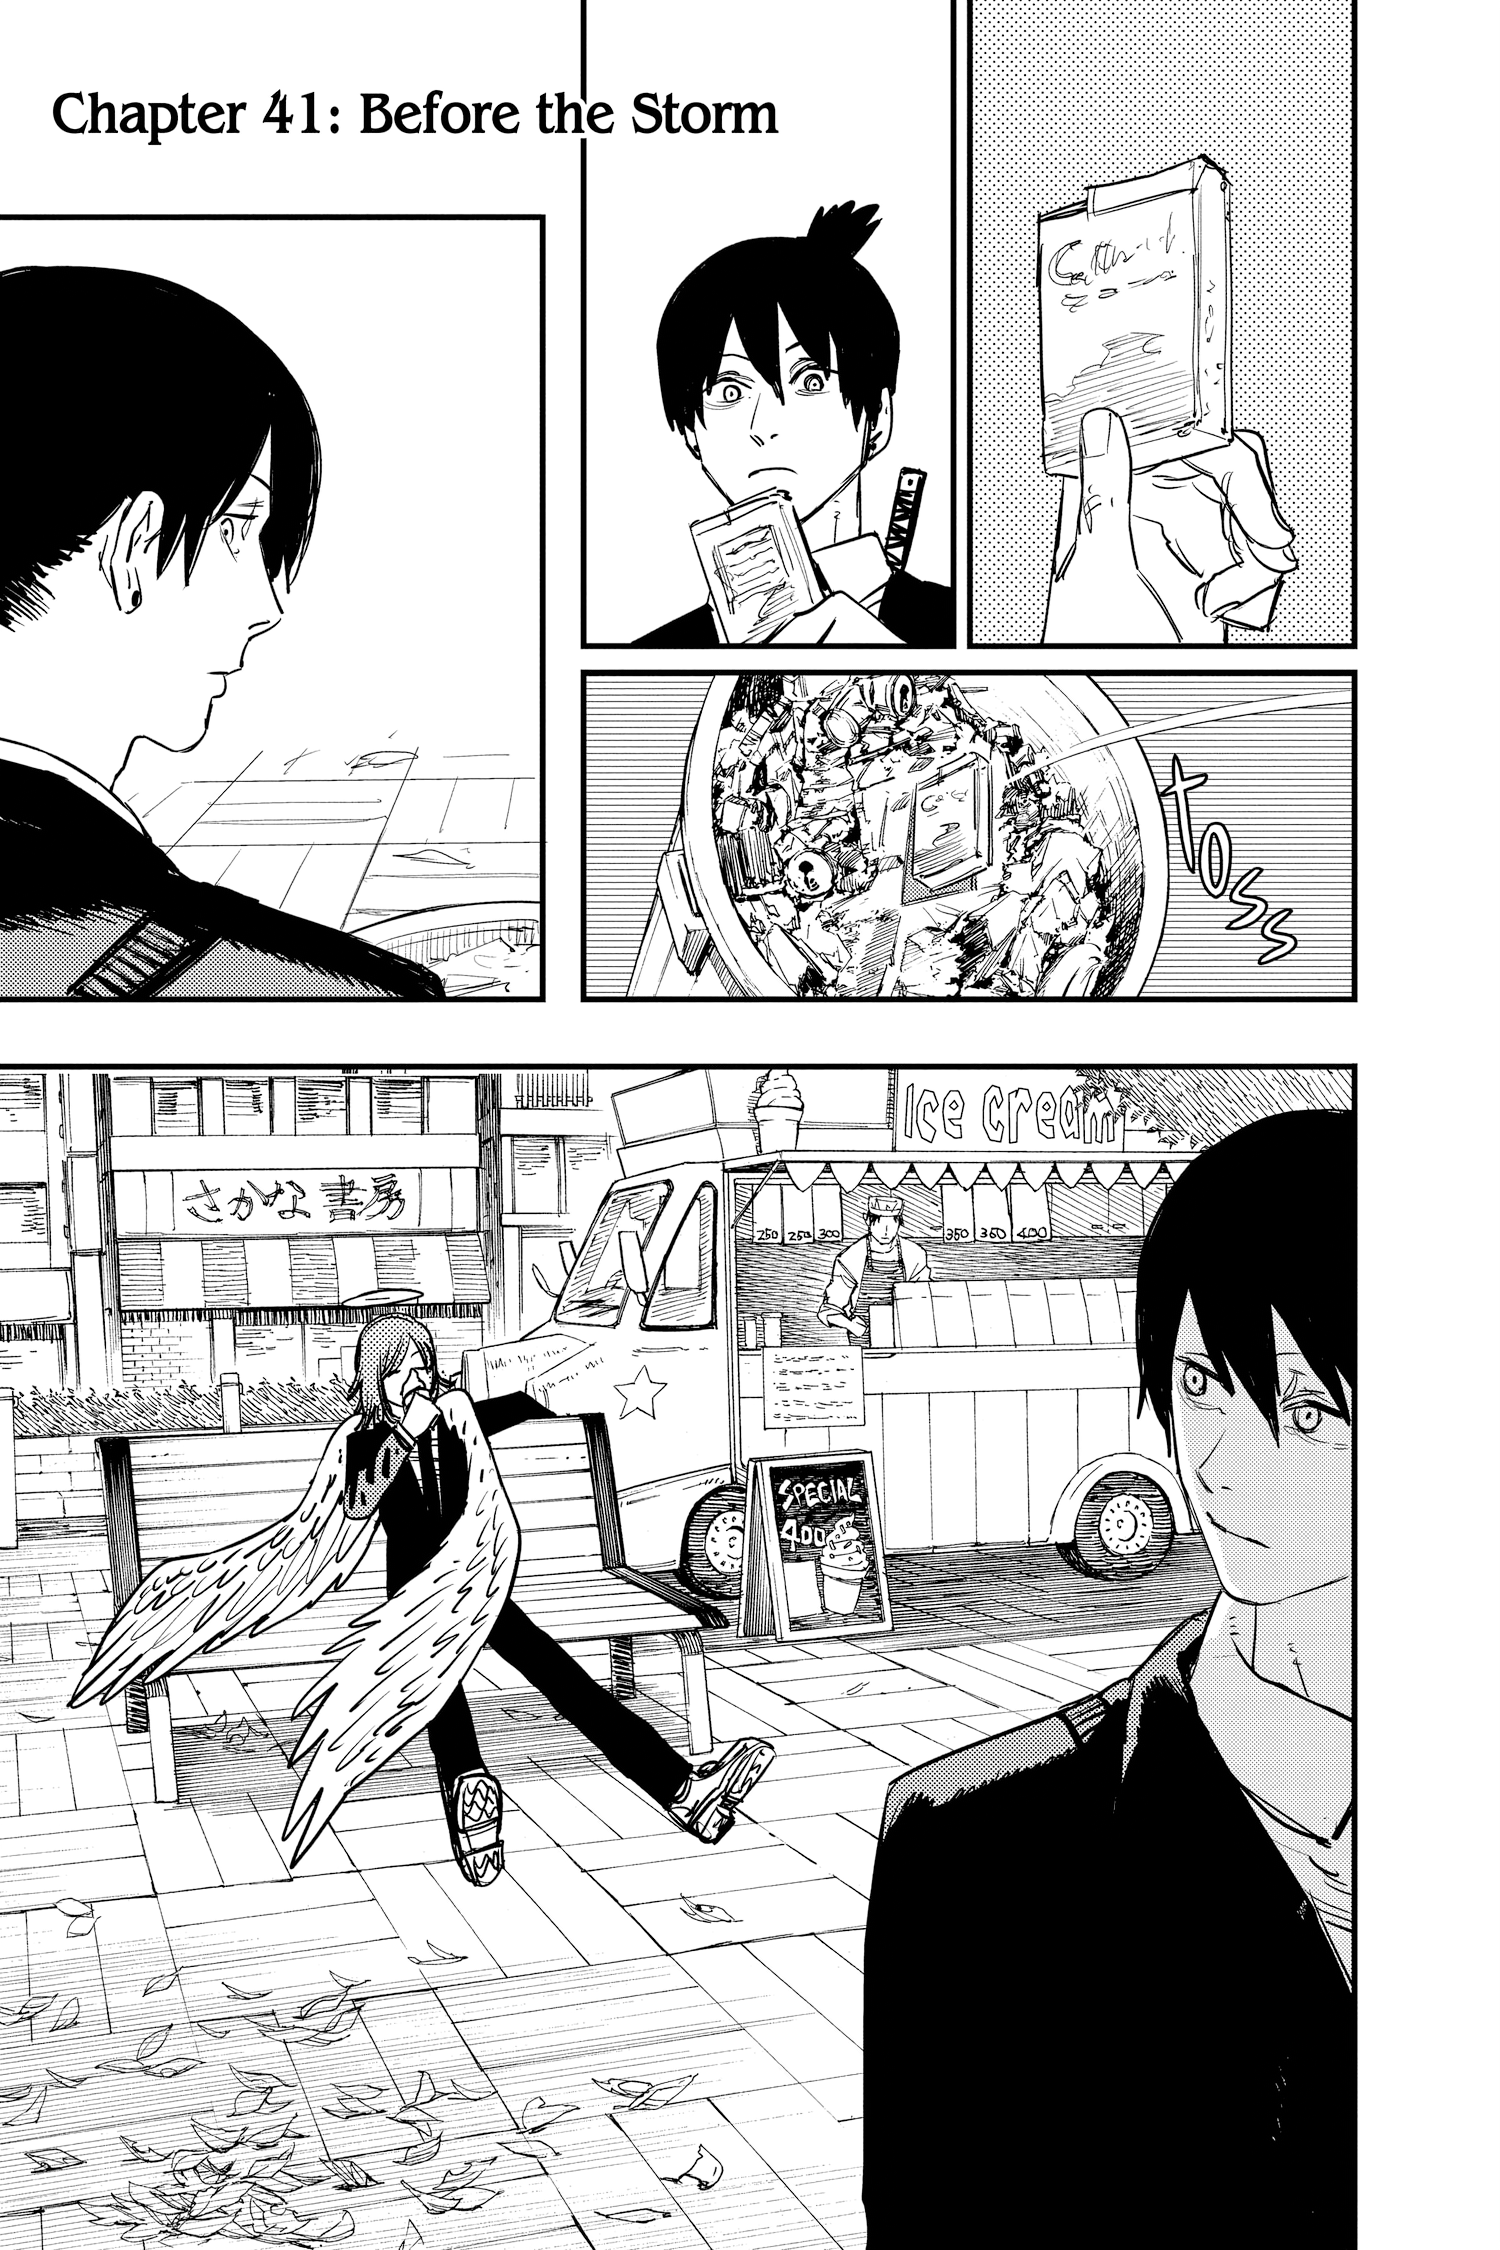 Chapter 41: Before the Storm
toss
Ice cream
さかな書房
250 250 300
350 350 400
SPECIAL
400